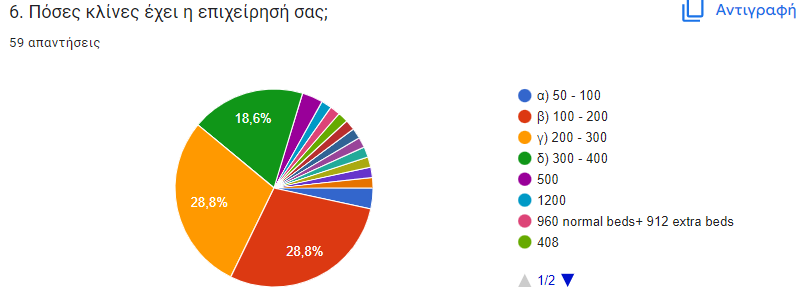 6. Πόσες κλίνες έχει η επιχείρησή σας;
Αντιγραφή
59 απαντήσεις
18,6%
28,8%
28,8%
α) 50 - 100
β) 100 - 200
γ) 200 - 300
δ) 300 - 400
500
1200
960 normal beds+ 912 extra beds
408
1/2